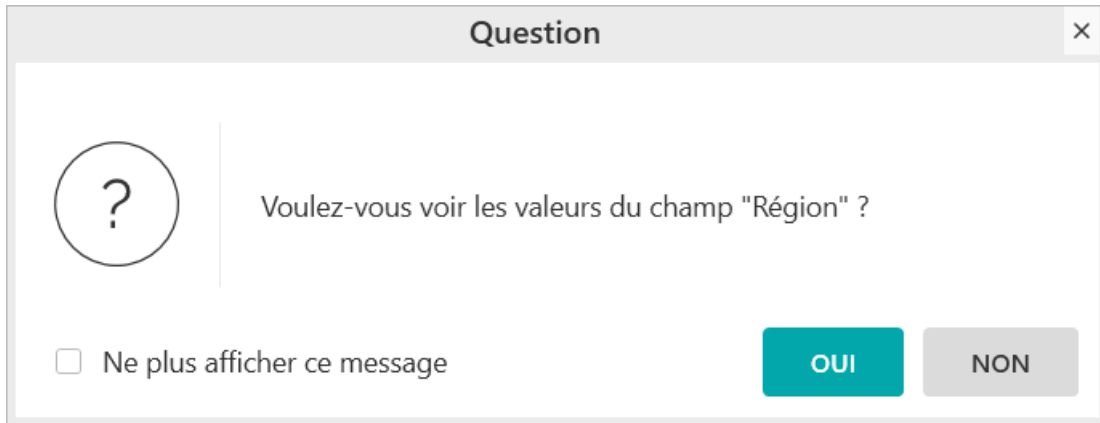 Question
?
Voulez-vous voir les valeurs du champ "Région" ?
Ne plus afficher ce message
OUI
NON